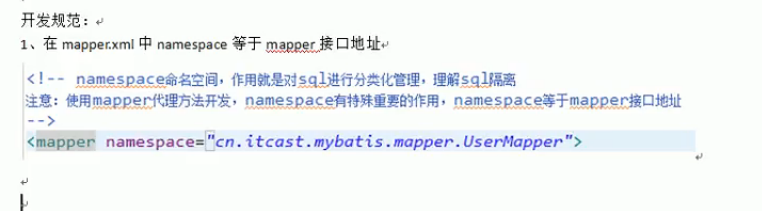 开发规范：
1、在 mapper.xml 中 namespace 等于 mapper 接口地址
<!-- namespace命名空间，作用就是对sql进行分类化管理，理解sql隔离
注意：使用mapper代理方法开发，namespace有特殊重要的作用，namespace等于mapper接口地址
-->
<mapper namespace="cn.itcast.mybatis.mapper.UserMapper">